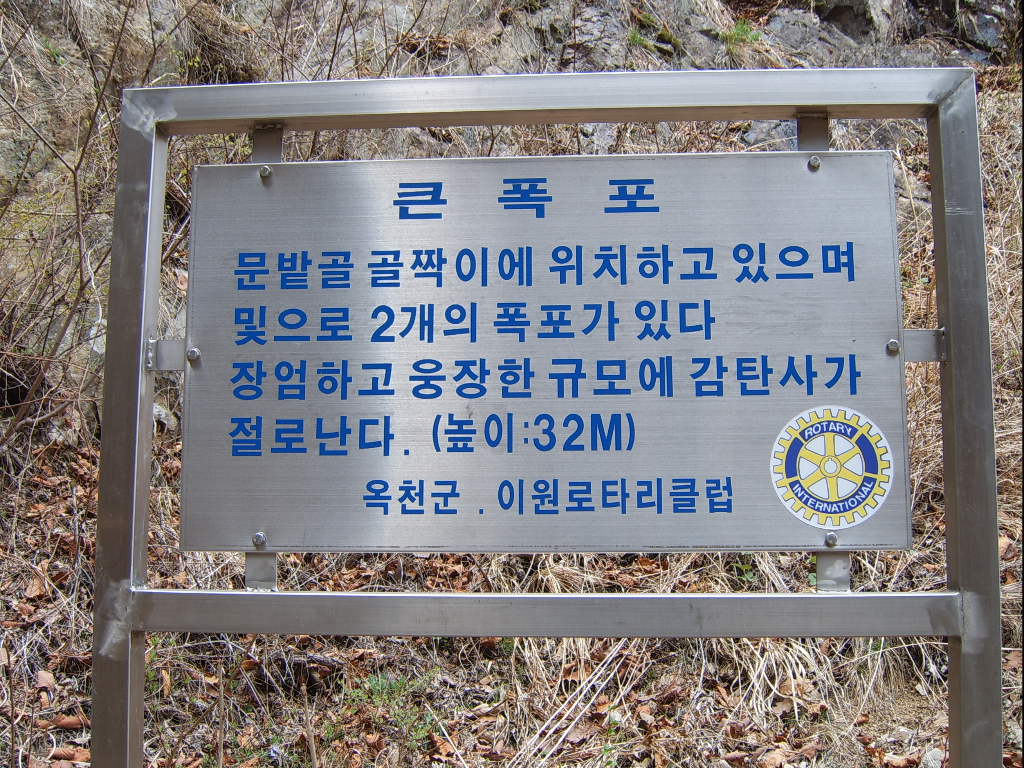 큰 폭 포
문밭골 골짝이에 위치하고 있으며
및으로 2개의 폭포가 있다
장엄하고 웅장한 규모에 감탄사가
절로난다. (높이:32M)
옥천군 . 이원로타리클럽
ROTARY
INTERNATIONAL